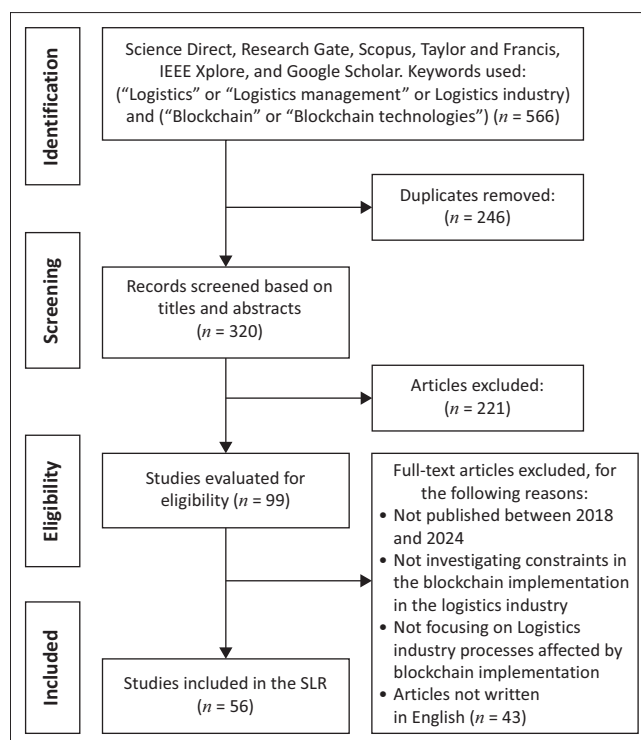 Identification
Science Direct, Research Gate, Scopus, Taylor and Francis,
IEEE Xplore, and Google Scholar. Keywords used:
(“Logistics” or “Logistics management” or Logistics industry)
and (“Blockchain” or “Blockchain technologies”) (n = 566)
Duplicates removed:
(n = 246)
Screening
Records screened based on
titles and abstracts
(n = 320)
Articles excluded:
(n = 221)
Eligibility
Studies evaluated for
eligibility (n = 99)
Full-text articles excluded, for
the following reasons:
• Not published between 2018
and 2024
• Not investigating constraints in
the blockchain implementation
in the logistics industry
• Not focusing on Logistics
industry processes affected by
blockchain implementation
• Articles not written
in English (n = 43)
Included
Studies included in the SLR
(n = 56)